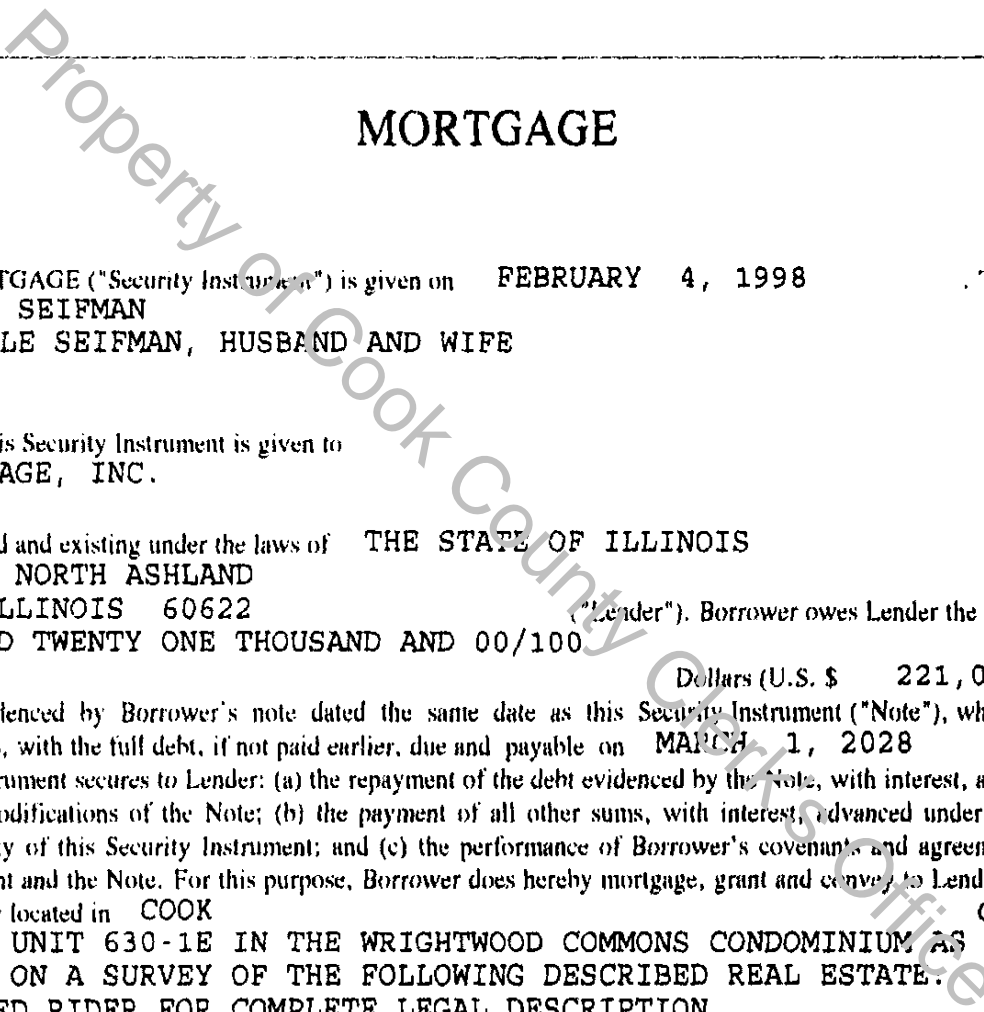 MORTGAGE
TGAGE ("Security Instrument") is given on FEBRUARY 4, 1998
SEIFMAN
LE SEIFMAN, HUSBAND AND WIFE
is Security Instrument is given to
AGE, INC.
d and existing under the laws of THE STATE OF ILLINOIS
NORTH ASHLAND
LLINOIS 60622 ("Lender"). Borrower owes Lender the
D TWENTY ONE THOUSAND AND 00/100
Dollars (U.S. $ 221,0
denced by Borrower's note dated the same date as this Security Instrument ("Note"), wh
, with the full debt, if not paid earlier, due and payable on MARCH 1, 2028
rument secures to Lender: (a) the repayment of the debt evidenced by the Note, with interest, a
odifications of the Note; (b) the payment of all other sums, with interest, advanced under
y of this Security Instrument; and (c) the performance of Borrower's covenants and agreen
nt and the Note. For this purpose, Borrower does hereby mortgage, grant and convey to Lend
located in COOK
UNIT 630-1E IN THE WRIGHTWOOD COMMONS CONDOMINIUM AS
ON A SURVEY OF THE FOLLOWING DESCRIBED REAL ESTATE:
ED RIDER FOR COMPLETE LEGAL DESCRIPTION
Property of Cook County Clerk's Office